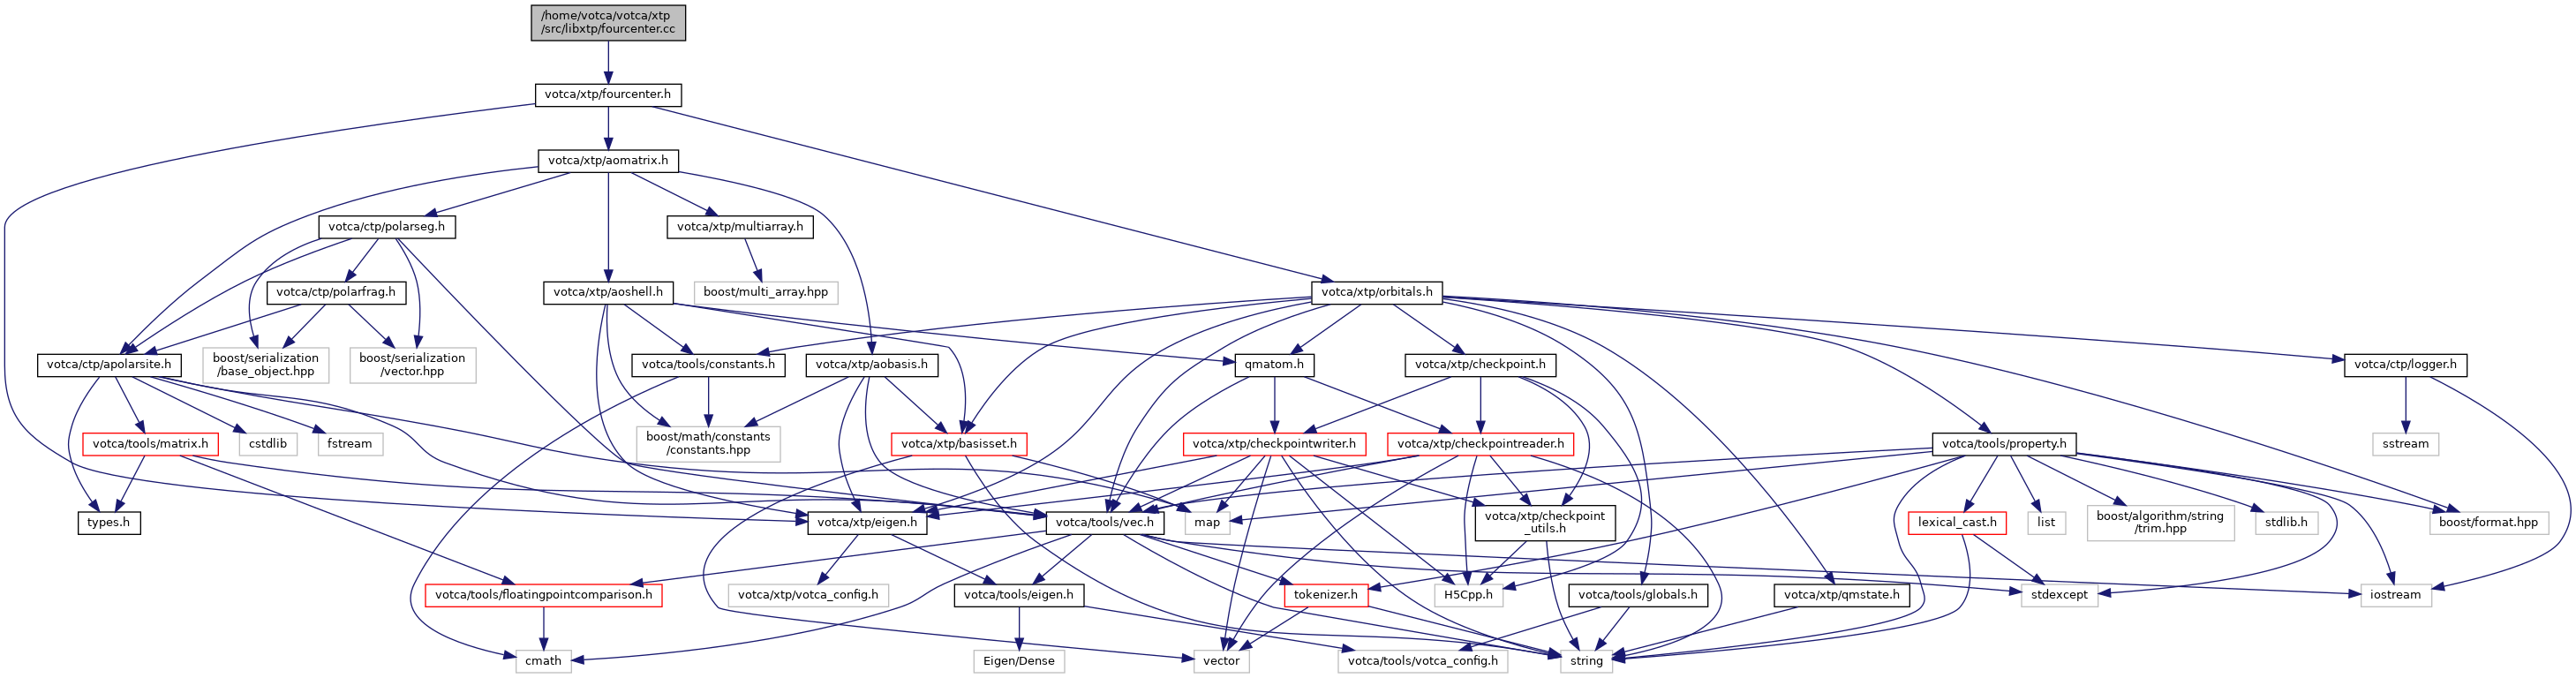 /home/votca/votca/xtp
/src/libxtp/fourcenter.cc
votca/xtp/fourcenter.h
votca/xtp/aomatrix.h
votca/ctp/polarseg.h
votca/xtp/multiarray.h
votca/ctp/polarfrag.h
votca/xtp/aoshell.h
boost/multi_array.hpp
votca/xtp/orbitals.h
votca/ctp/apolarsite.h
boost/serialization
/base_object.hpp
boost/serialization
/vector.hpp
votca/tools/constants.h
votca/xtp/aobasis.h
qmatom.h
votca/xtp/checkpoint.h
votca/ctp/logger.h
votca/tools/matrix.h
cstdlib
fstream
boost/math/constants
/constants.hpp
votca/xtp/basisset.h
votca/xtp/checkpointwriter.h
votca/xtp/checkpointreader.h
votca/tools/property.h
sstream
types.h
votca/xtp/eigen.h
votca/tools/vec.h
map
votca/xtp/checkpoint
_utils.h
lexical_cast.h
list
boost/algorithm/string
/trim.hpp
stdlib.h
boost/format.hpp
votca/tools/floatingpointcomparison.h
votca/xtp/votca_config.h
votca/tools/eigen.h
tokenizer.h
H5Cpp.h
votca/tools/globals.h
votca/xtp/qmstate.h
stdexcept
iostream
cmath
Eigen/Dense
vector
votca/tools/votca_config.h
string